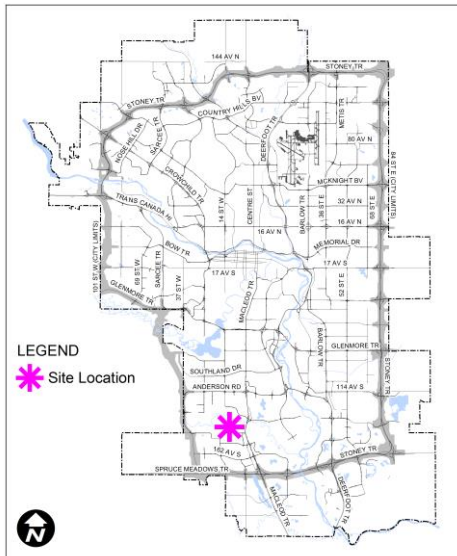 144 AV N
STONEY TR
STONEY TR
COUNTRY HILLS BV
METIS TR
NOSE HILL DR
SARCEE TR
DEERFOOT TR
80 AV N
CROWCHILD TR
14 ST W
CENTRE ST
MCKNIGHT BV
84 ST E (CITY LIMITS)
TRANS CANADA HI
BARLOW TR
36 ST E
32 AV N
68 ST E
16 AV N
16 AV N
101 ST W (CITY LIMITS)
BOW TR
MEMORIAL DR
69 ST W
SARCEE TR
37 ST W
17 AV S
17 AV S
52 ST E
GLENMORE TR
MACLEOD TR
BARLOW TR
GLENMORE TR
LEGEND
SOUTHLAND DR
STONEY TR
Site Location
ANDERSON RD
114 AV S
162 AV S
STONEY TR
SPRUCE MEADOWS TR
MACLEOD TR
DEERFOOT TR
N